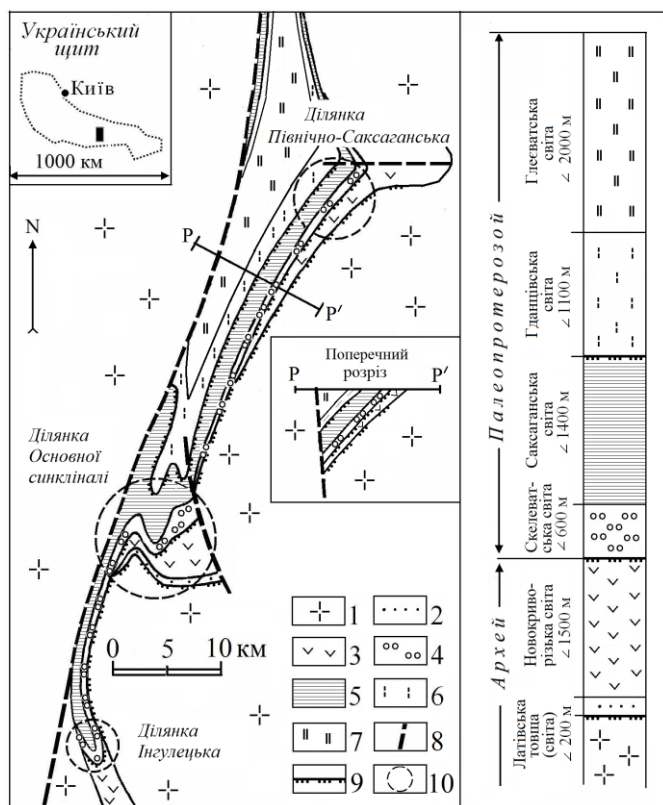 Український
щит
Київ
1000 км
N
Ділянка
Північно-Саксаганська
P
P′
Поперечний
розріз
P
P′
Ділянка
Основної
синкліналі
0
5
10 км
Ділянка
Інгулецька
1
2
3
4
5
6
7
8
9
10
Палеопротерозой
Архей
Глеєватська
світа
∠ 2000 м
Гданцівська
світа
∠1100 м
Саксаганська
світа
∠1400 м
Скелеват-
ська світа
∠600 м
Новокриво-
різька світа
∠1500 м
Латівська
товща
(світа)
∠ 200 м